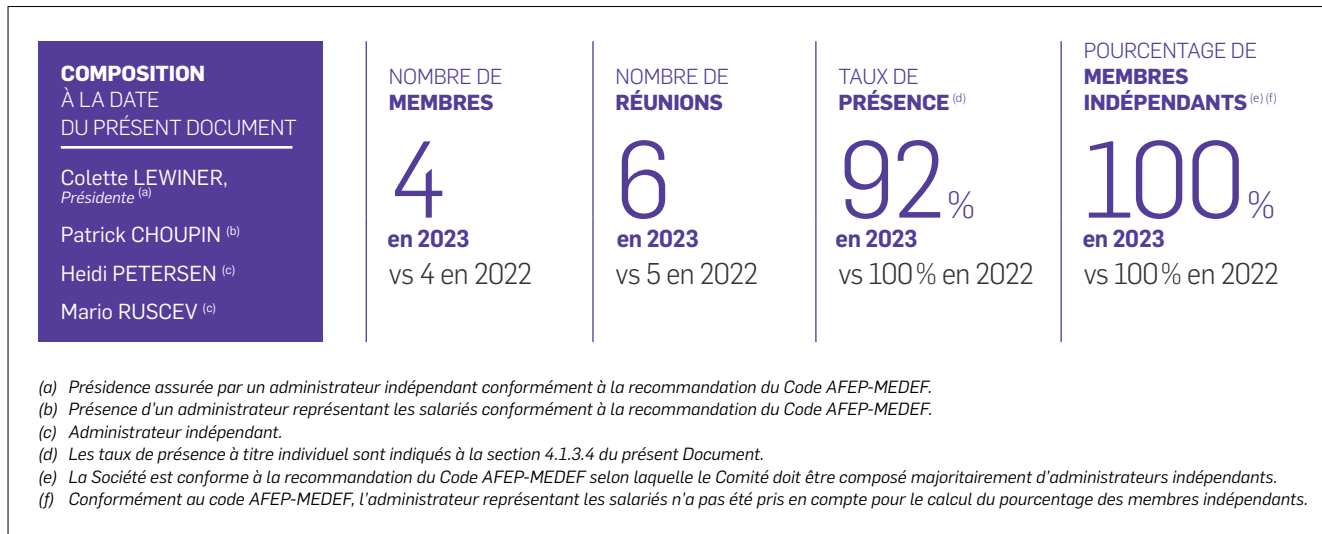 COMPOSITION
À LA DATE
DU PRÉSENT DOCUMENT
Colette LEWINER,
Présidente (a)
Patrick CHOUPIN (b)
Heidi PETERSEN (c)
Mario RUSCEV (c)
NOMBRE DE
MEMBRES
4
en 2023
vs 4 en 2022
NOMBRE DE
RÉUNIONS
6
en 2023
vs 5 en 2022
TAUX DE
PRÉSENCE (d)
92 %
en 2023
vs 100 % en 2022
POURCENTAGE DE
MEMBRES
INDÉPENDANTS (e) (f)
100 %
en 2023
vs 100 % en 2022
(a) Présidence assurée par un administrateur indépendant conformément à la recommandation du Code AFEP-MEDEF.
(b) Présence d'un administrateur représentant les salariés conformément à la recommandation du Code AFEP-MEDEF.
(c) Administrateur indépendant.
(d) Les taux de présence à titre individuel sont indiqués à la section 4.1.3.4 du présent Document.
(e) La Société est conforme à la recommandation du Code AFEP-MEDEF selon laquelle le Comité doit être composé majoritairement d'administrateurs indépendants.
(f) Conformément au code AFEP-MEDEF, l'administrateur représentant les salariés n'a pas été pris en compte pour le calcul du pourcentage des membres indépendants.